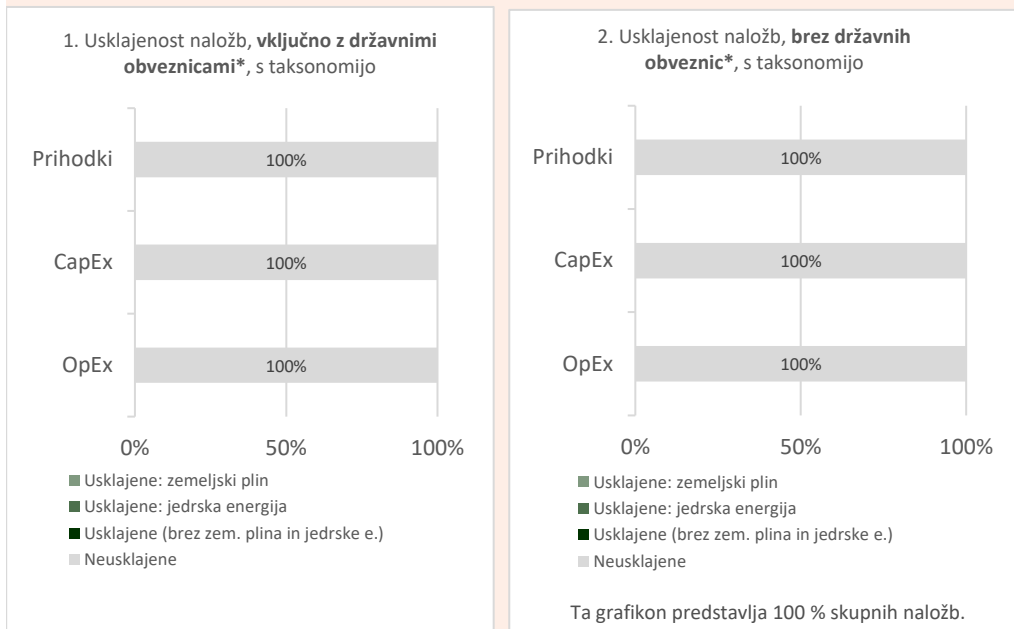 1. Usklajenost naložb, vključno z državnimi
obveznicami*, s taksonomijo
Prihodki
100%
CapEx
100%
OpEx
100%
0%
50%
100%
Usklajene: zemeljski plin
Usklajene: jedrska energija
Usklajene (brez zem. plina in jedrske e.)
Neusklajene
2. Usklajenost naložb, brez državnih
obveznic*, s taksonomijo
Prihodki
100%
CapEx
100%
OpEx
100%
0%
50%
100%
Usklajene: zemeljski plin
Usklajene: jedrska energija
Usklajene (brez zem. plina in jedrske e.)
Neusklajene
Ta grafikon predstavlja 100 % skupnih naložb.